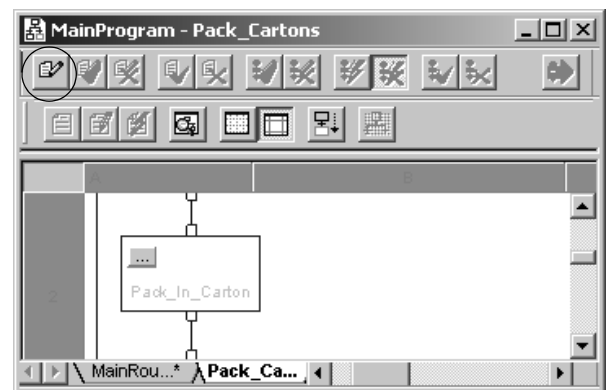 MainProgram - Pack_Cartons
A B
2
...
Pack_In_Carton
MainRou...* Pack_Ca...